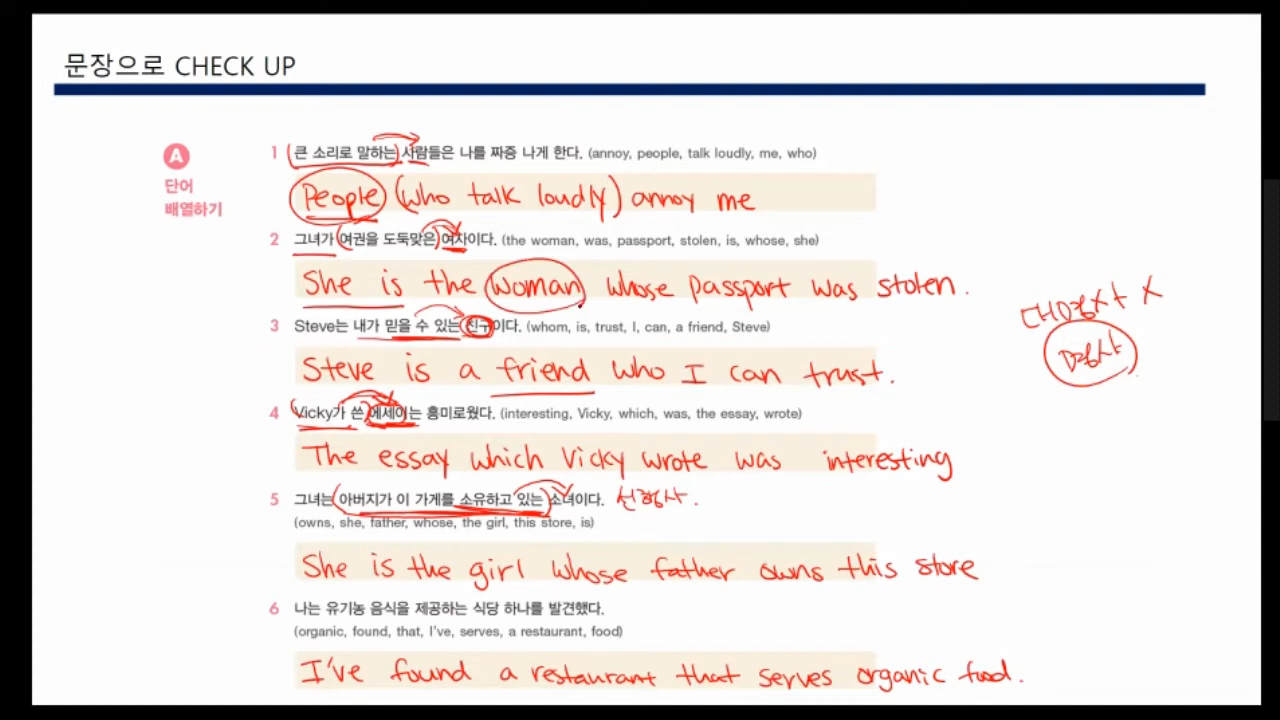 문장으로 CHECK UP
A
단어
배열하기
1 큰 소리로 말하는 사람들은 나를 짜증 나게 한다. (annoy, people, talk loudly, me, who)
People (who talk loudly) annoy me
2 그녀가 여권을 도둑맞은 여자이다. (the woman, was, passport, stolen, is, whose, she)
She is the woman whose passport was stolen.
대명사 X
명사
3 Steve는 내가 믿을 수 있는 친구이다. (whom, is, trust, I, can, a friend, Steve)
Steve is a friend who I can trust.
4 Vicky가 쓴 에세이는 흥미로웠다. (interesting, Vicky, which, was, the essay, wrote)
The essay which Vicky wrote was interesting
5 그녀는 아버지가 이 가게를 소유하고 있는 소녀이다. 선행사.
(owns, she, father, whose, the girl, this store, is)
She is the girl whose father owns this store
6 나는 유기농 음식을 제공하는 식당 하나를 발견했다.
(organic, found, that, I've, serves, a restaurant, food)
I've found a restaurant that serves organic food.